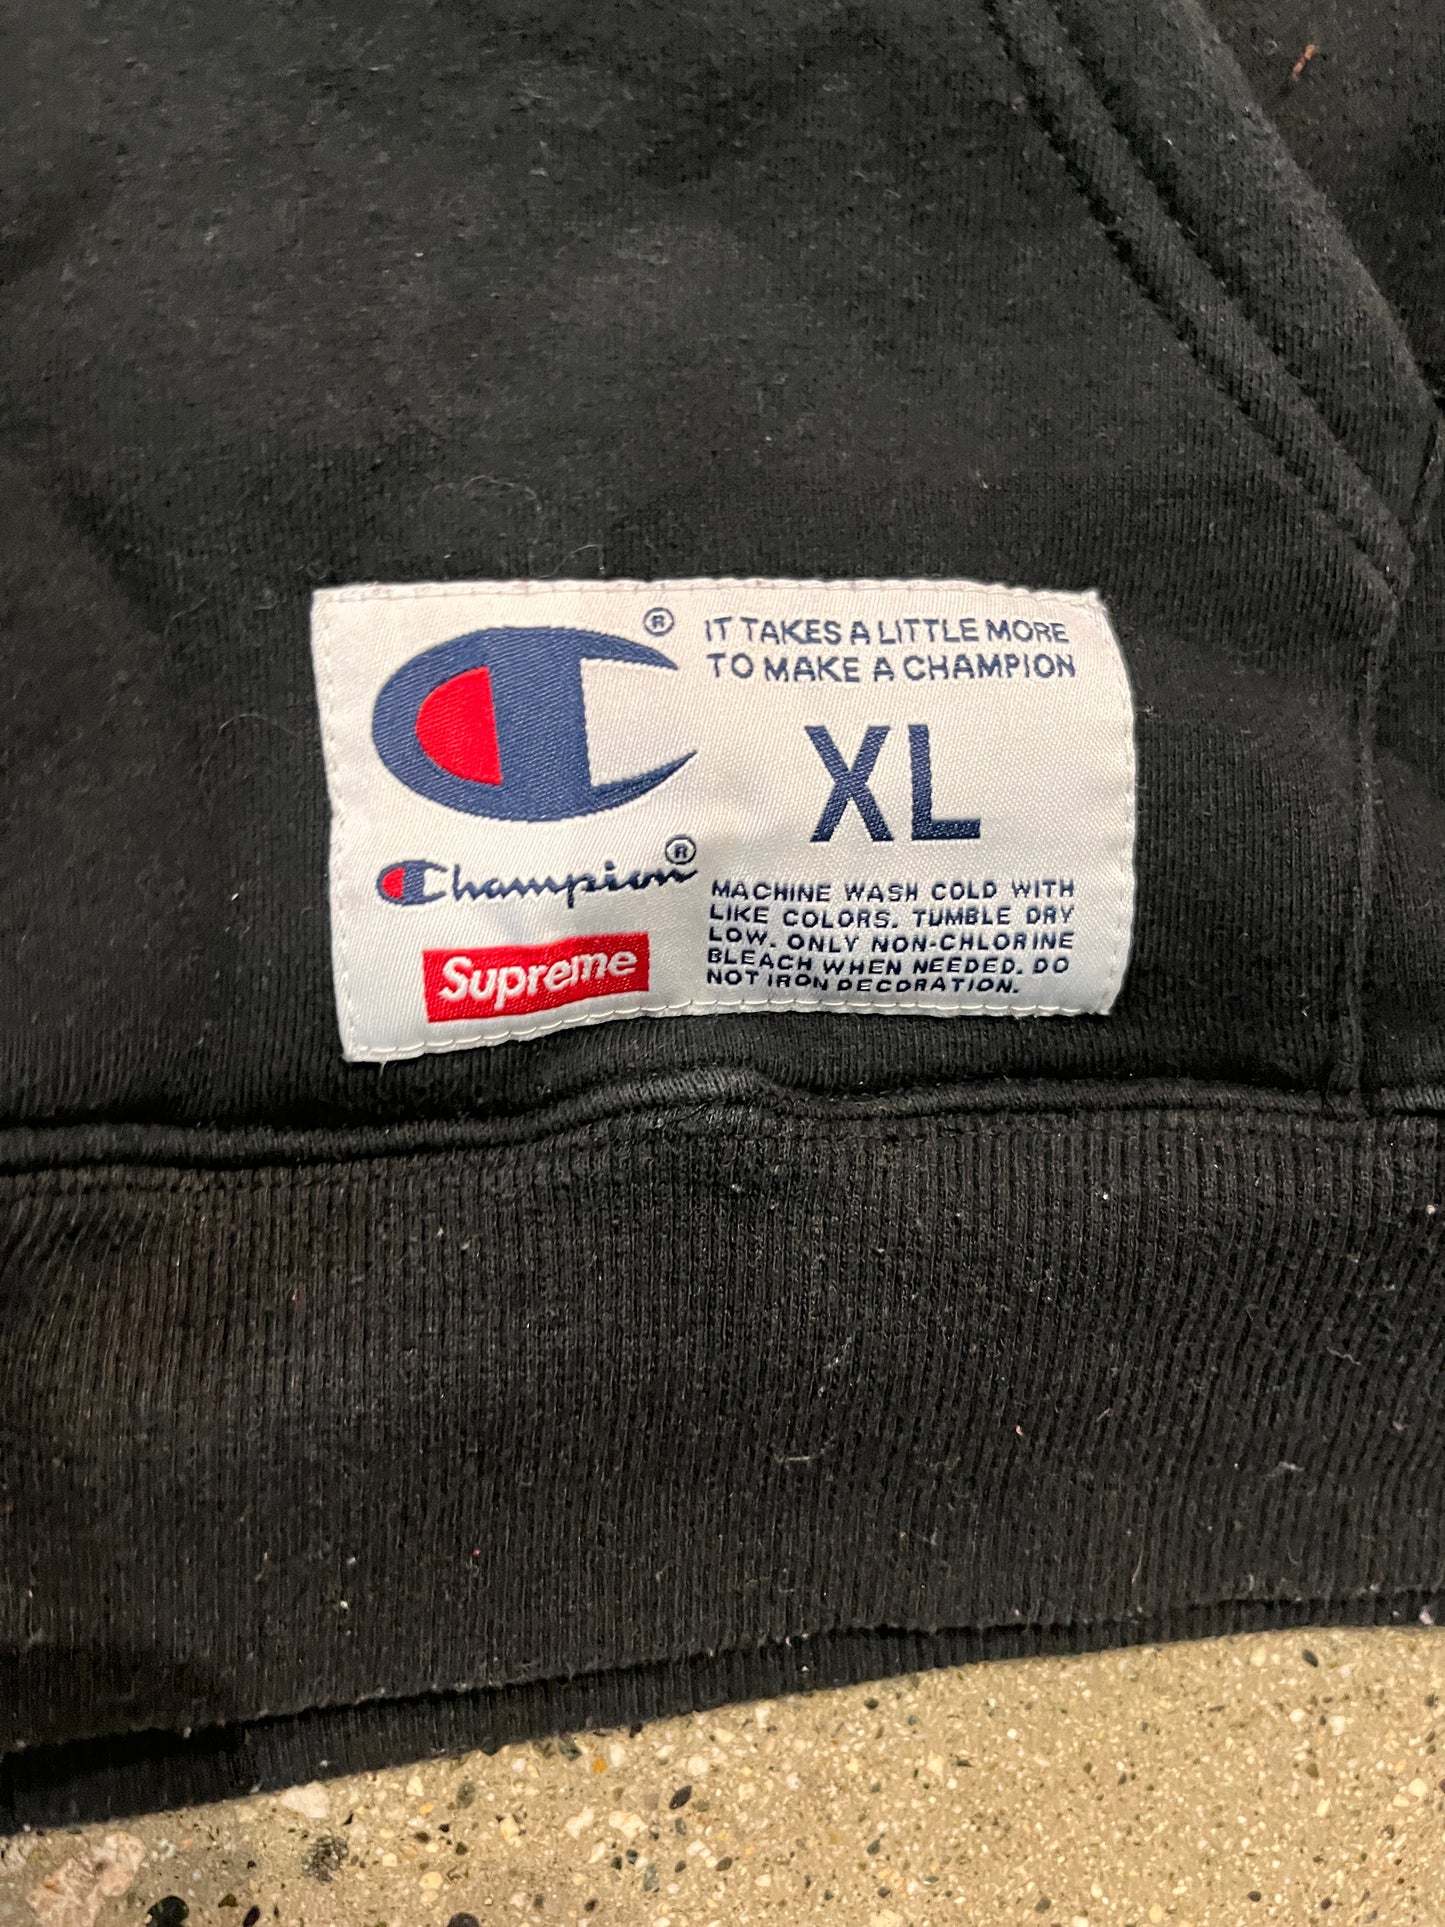 ®
IT TAKES A LITTLE MORE
TO MAKE A CHAMPION
XL
Champion®
Supreme
MACHINE WASH COLD WITH
LIKE COLORS. TUMBLE DRY
LOW. ONLY NON-CHLORINE
BLEACH WHEN NEEDED. DO
NOT IRON DECORATION.